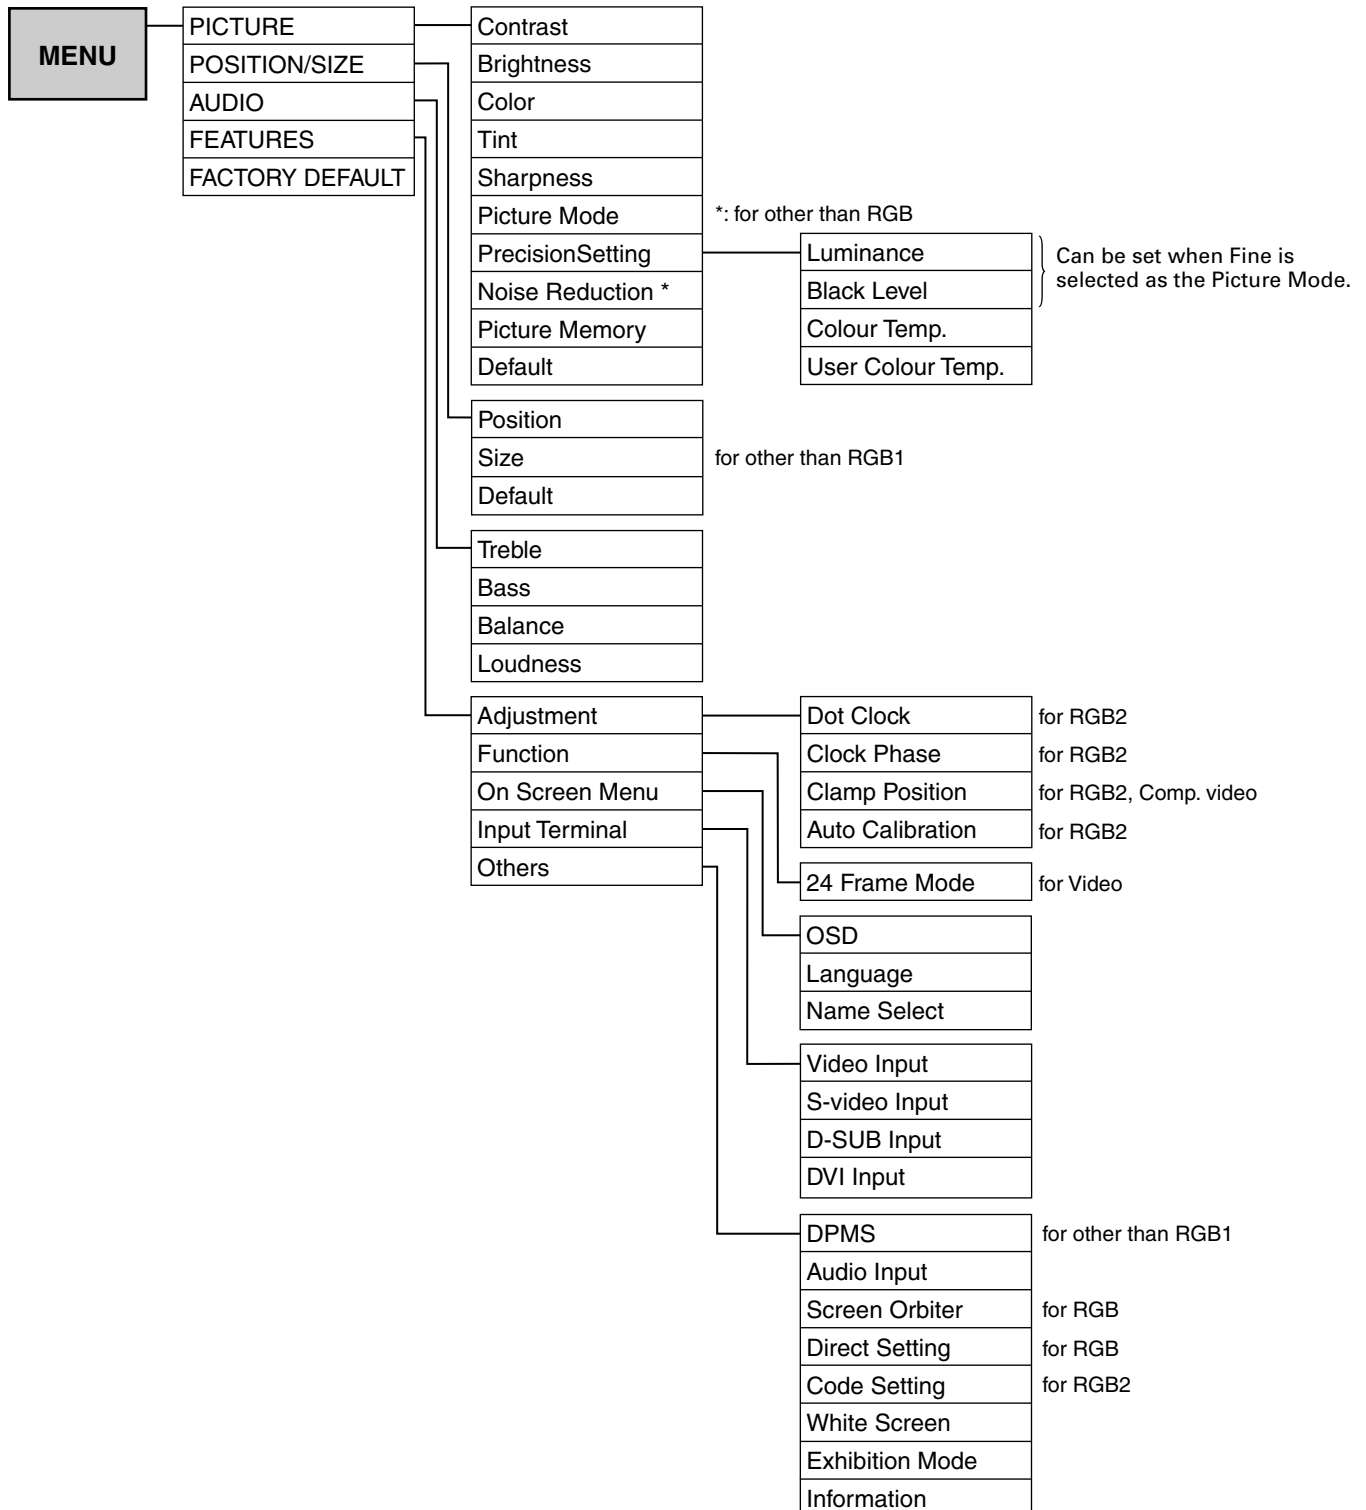 MENU
PICTURE
POSITION/SIZE
AUDIO
FEATURES
FACTORY DEFAULT
Contrast
Brightness
Color
Tint
Sharpness
Picture Mode
*: for other than RGB
PrecisionSetting
Noise Reduction *
Picture Memory
Default
Luminance
Black Level
Colour Temp.
User Colour Temp.
Can be set when Fine is
selected as the Picture Mode.
Position
Size
for other than RGB1
Default
Treble
Bass
Balance
Loudness
Adjustment
Function
On Screen Menu
Input Terminal
Others
Dot Clock for RGB2
Clock Phase for RGB2
Clamp Position for RGB2, Comp. video
Auto Calibration for RGB2
24 Frame Mode for Video
OSD
Language
Name Select
Video Input
S-video Input
D-SUB Input
DVI Input
DPMS for other than RGB1
Audio Input
Screen Orbiter for RGB
Direct Setting for RGB
Code Setting for RGB2
White Screen
Exhibition Mode
Information